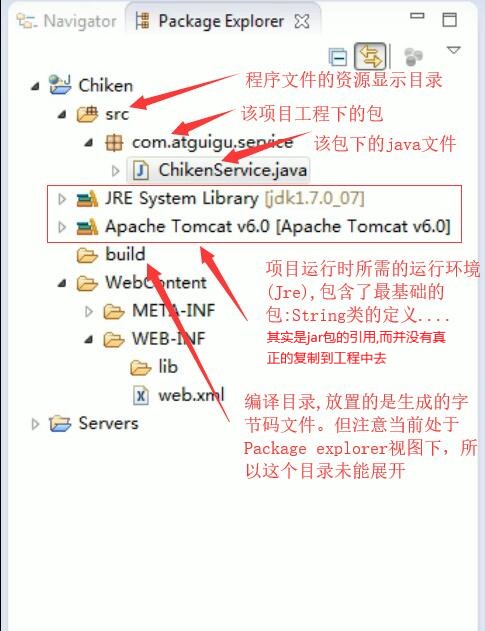 Navigator
Package Explorer
Chiken
程序文件的资源显示目录
src
该项目工程下的包
com.atguigu.service
该包下的java文件
ChikenService.java
JRE System Library [jdk1.7.0_07]
Apache Tomcat v6.0 [Apache Tomcat v6.0]
build
项目运行时所需的运行环境
(Jre),包含了最基础的
包:String类的定义....
其实是jar包的引用,而并没有真
正的复制到工程中去
WebContent
META-INF
WEB-INF
lib
web.xml
编译目录,放置的是生成的字
节码文件。但注意当前处于
Package explorer视图下，所
以这个目录未能展开
Servers